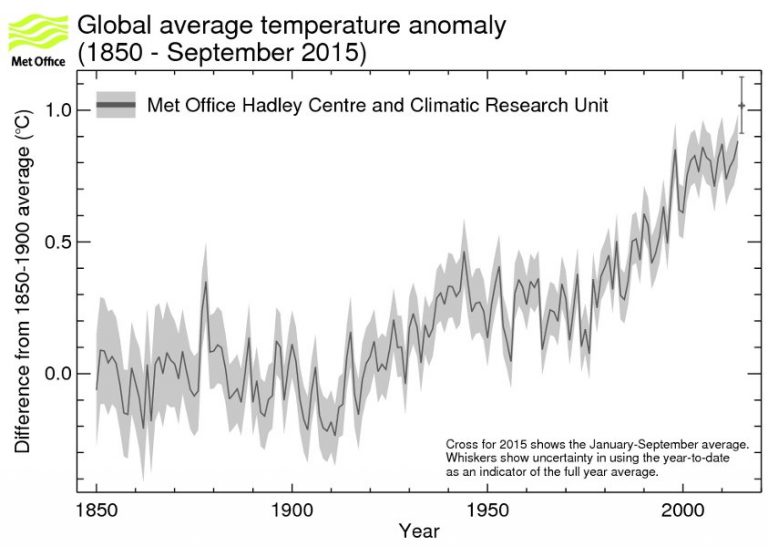 Met Office
Global average temperature anomaly
(1850 - September 2015)
Met Office Hadley Centre and Climatic Research Unit
Difference from 1850-1900 average (°C)
1.0
0.5
0.0
Cross for 2015 shows the January-September average.
Whiskers show uncertainty in using the year-to-date
as an indicator of the full year average.
1850
1900
1950
2000
Year